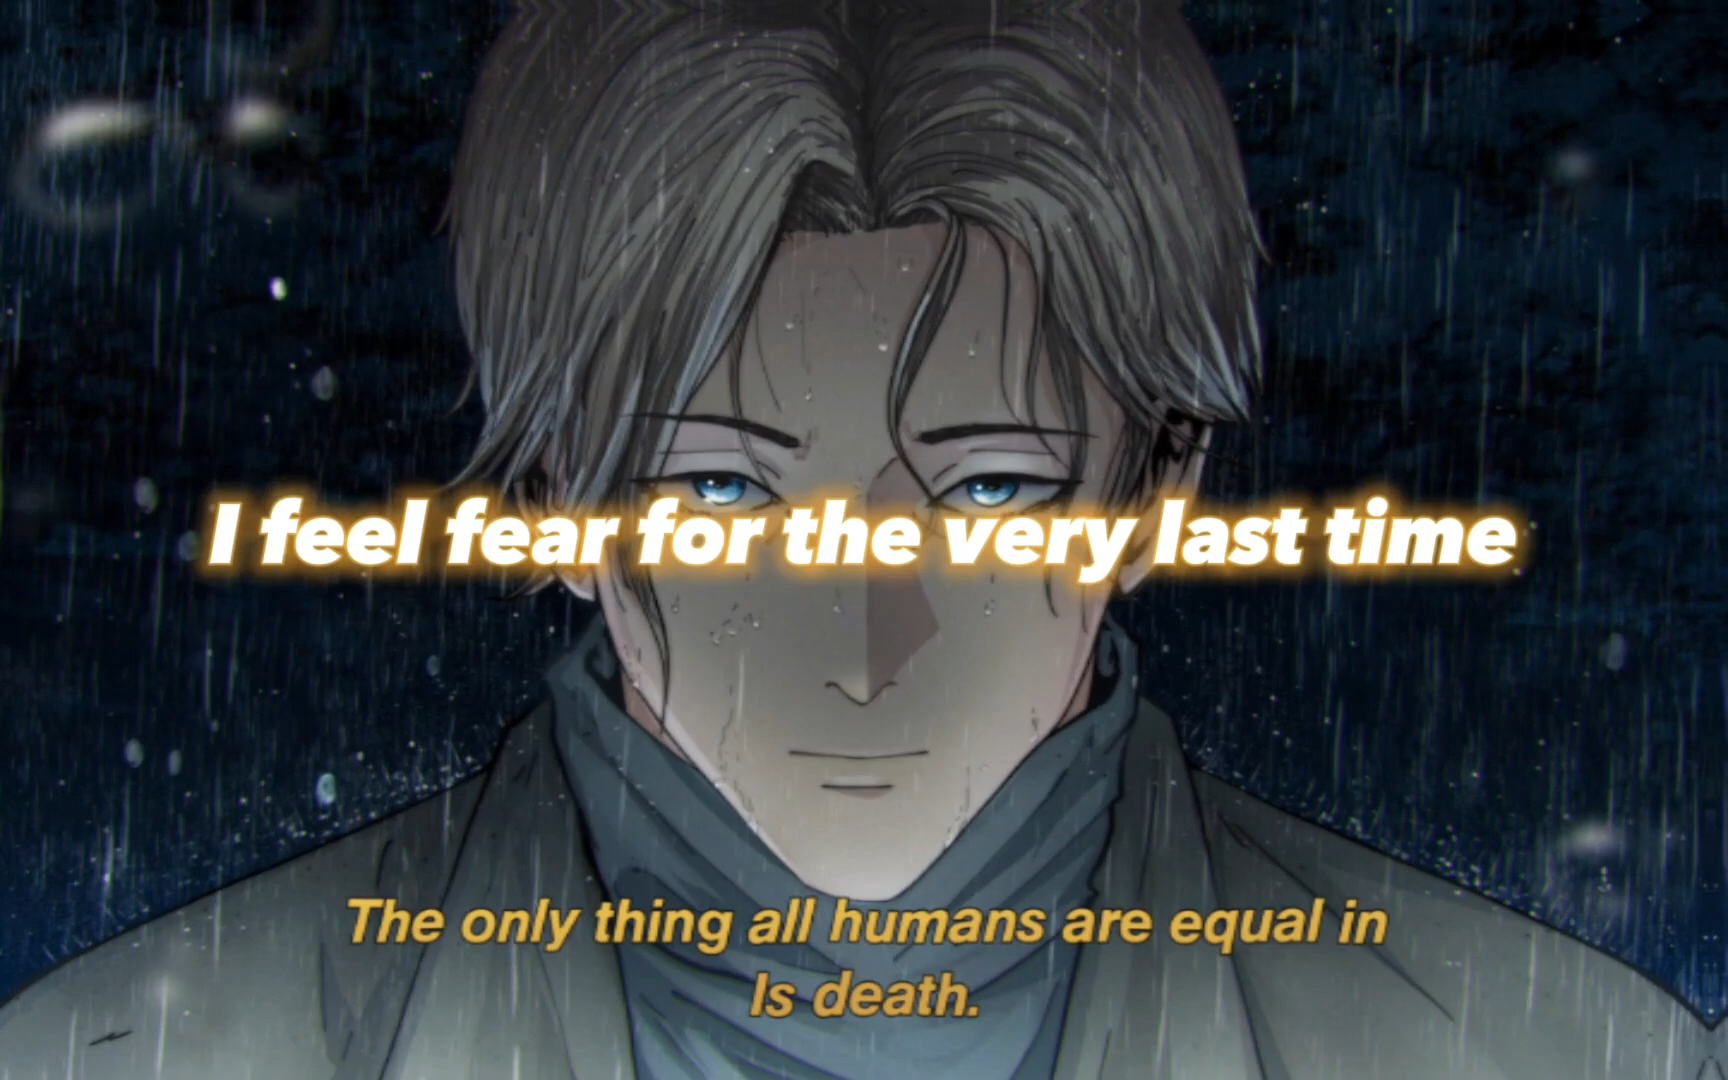 I feel fear for the very last time
The only thing all humans are equal in
Is death.